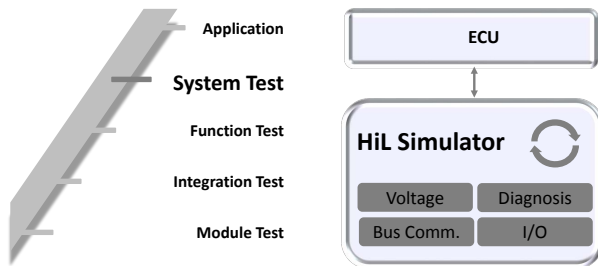 Application
System Test
Function Test
Integration Test
Module Test
ECU
HiL Simulator
Voltage
Diagnosis
Bus Comm.
I/O